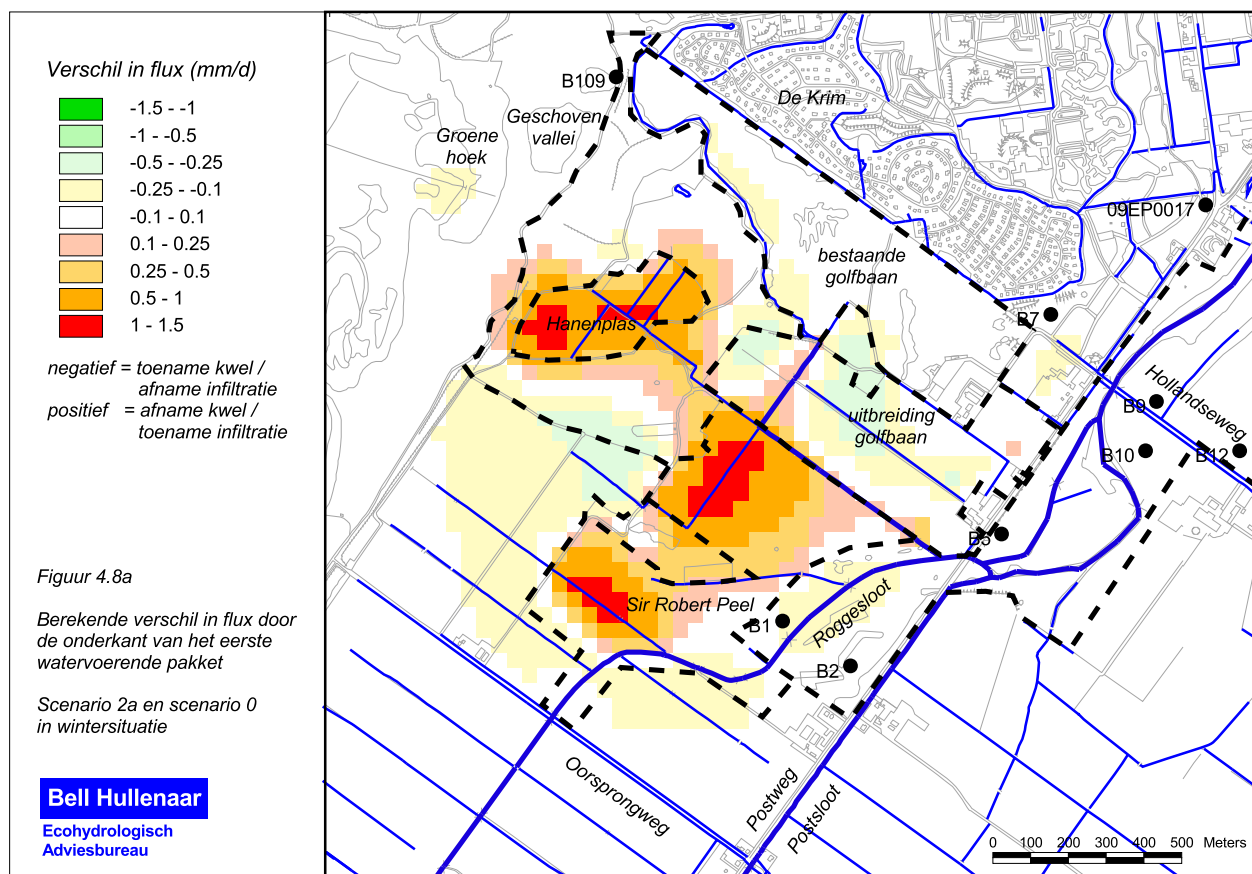 Verschil in flux (mm/d)
-1.5 - -1
-1 - -0.5
-0.5 - -0.25
-0.25 - -0.1
-0.1 - 0.1
0.1 - 0.25
0.25 - 0.5
0.5 - 1
1 - 1.5
negatief = toename kwel /
afname infiltratie
positief = afname kwel /
toename infiltratie
Figuur 4.8a
Berekende verschil in flux door
de onderkant van het eerste
watervoerende pakket
Scenario 2a en scenario 0
in wintersituatie
Bell Hullenaar
Ecohydrologisch
Adviesbureau
B109
De Krim
Geschoven
vallei
Groene
hoek
09EP0017
bestaande
golfbaan
B7
Hanenplas
Hollandseweg
B9
uitbreiding
golfbaan
B10
B12
B3
Sir Robert Peel
Roggesloot
B1
B2
Oorsprongweg
Postweg
Postsloot
0 100 200 300 400 500 Meters